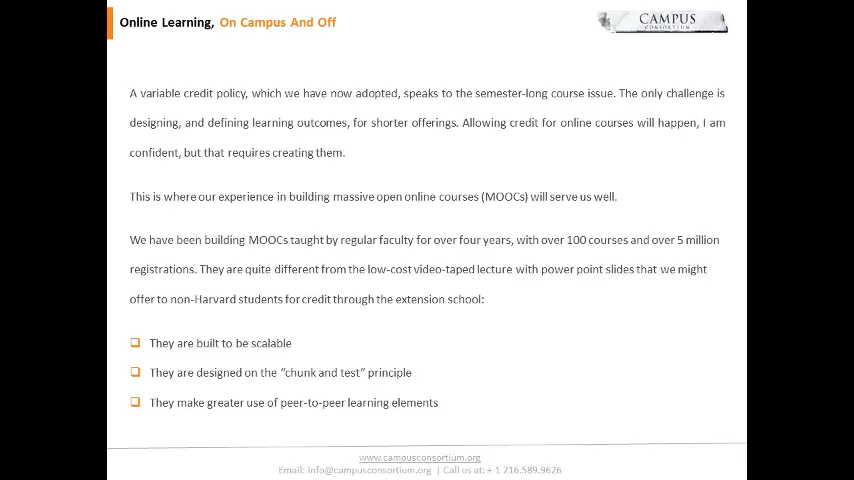 Online Learning, On Campus And Off
CAMPUS
CONSORTIUM
A variable credit policy, which we have now adopted, speaks to the semester-long course issue. The only challenge is
designing, and defining learning outcomes, for shorter offerings. Allowing credit for online courses will happen, I am
confident, but that requires creating them.
This is where our experience in building massive open online courses (MOOCs) will serve us well.
We have been building MOOCs taught by regular faculty for over four years, with over 100 courses and over 5 million
registrations. They are quite different from the low-cost video-taped lecture with power point slides that we might
offer to non-Harvard students for credit through the extension school:
They are built to be scalable
They are designed on the “chunk and test” principle
They make greater use of peer-to-peer learning elements
www.campusconsortium.org
Email: info@campusconsortium.org | Call us at: + 1 216.589.9626